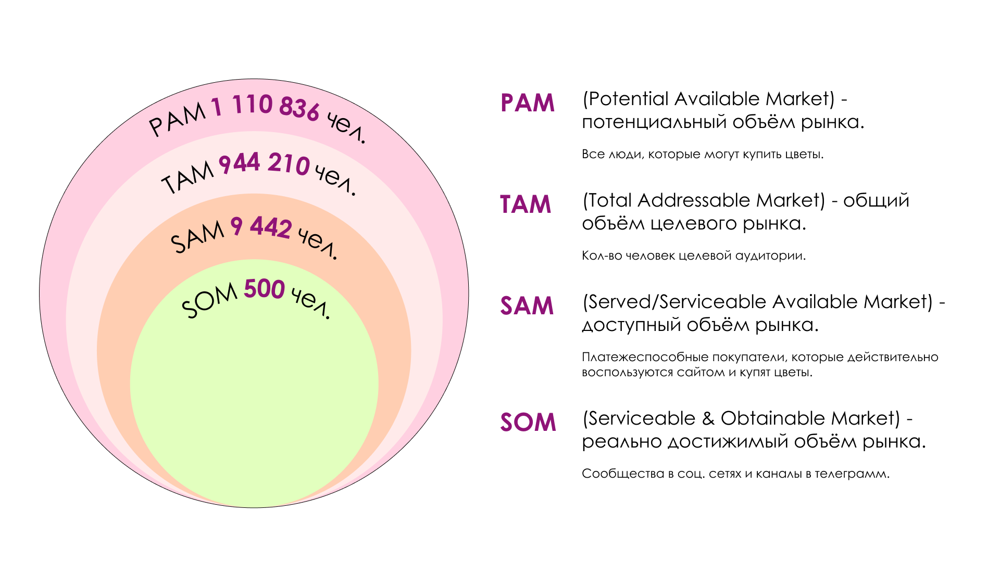 PAM 1 110 836 чел.
TAM 944 210 чел.
SAM 9 442 чел.
SOM 500 чел.
PAM
(Potential Available Market) -
потенциальный объём рынка.
Все люди, которые могут купить цветы.
TAM
(Total Addressable Market) - общий
объём целевого рынка.
Кол-во человек целевой аудитории.
SAM
(Served/Serviceable Available Market) -
доступный объём рынка.
Платежеспособные покупатели, которые действительно
воспользуются сайтом и купят цветы.
SOM
(Serviceable & Obtainable Market) -
реально достижимый объём рынка.
Сообщества в соц. сетях и каналы в телеграмм.